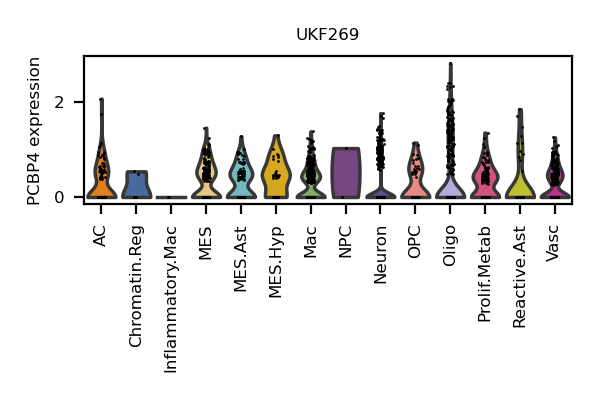 UKF269
PCBP4 expression
2
0
AC
Chromatin.Reg
Inflammatory.Mac
MES
MES.Ast
MES.Hyp
Mac
NPC
Neuron
OPC
Oligo
Prolif.Metab
Reactive.Ast
Vasc